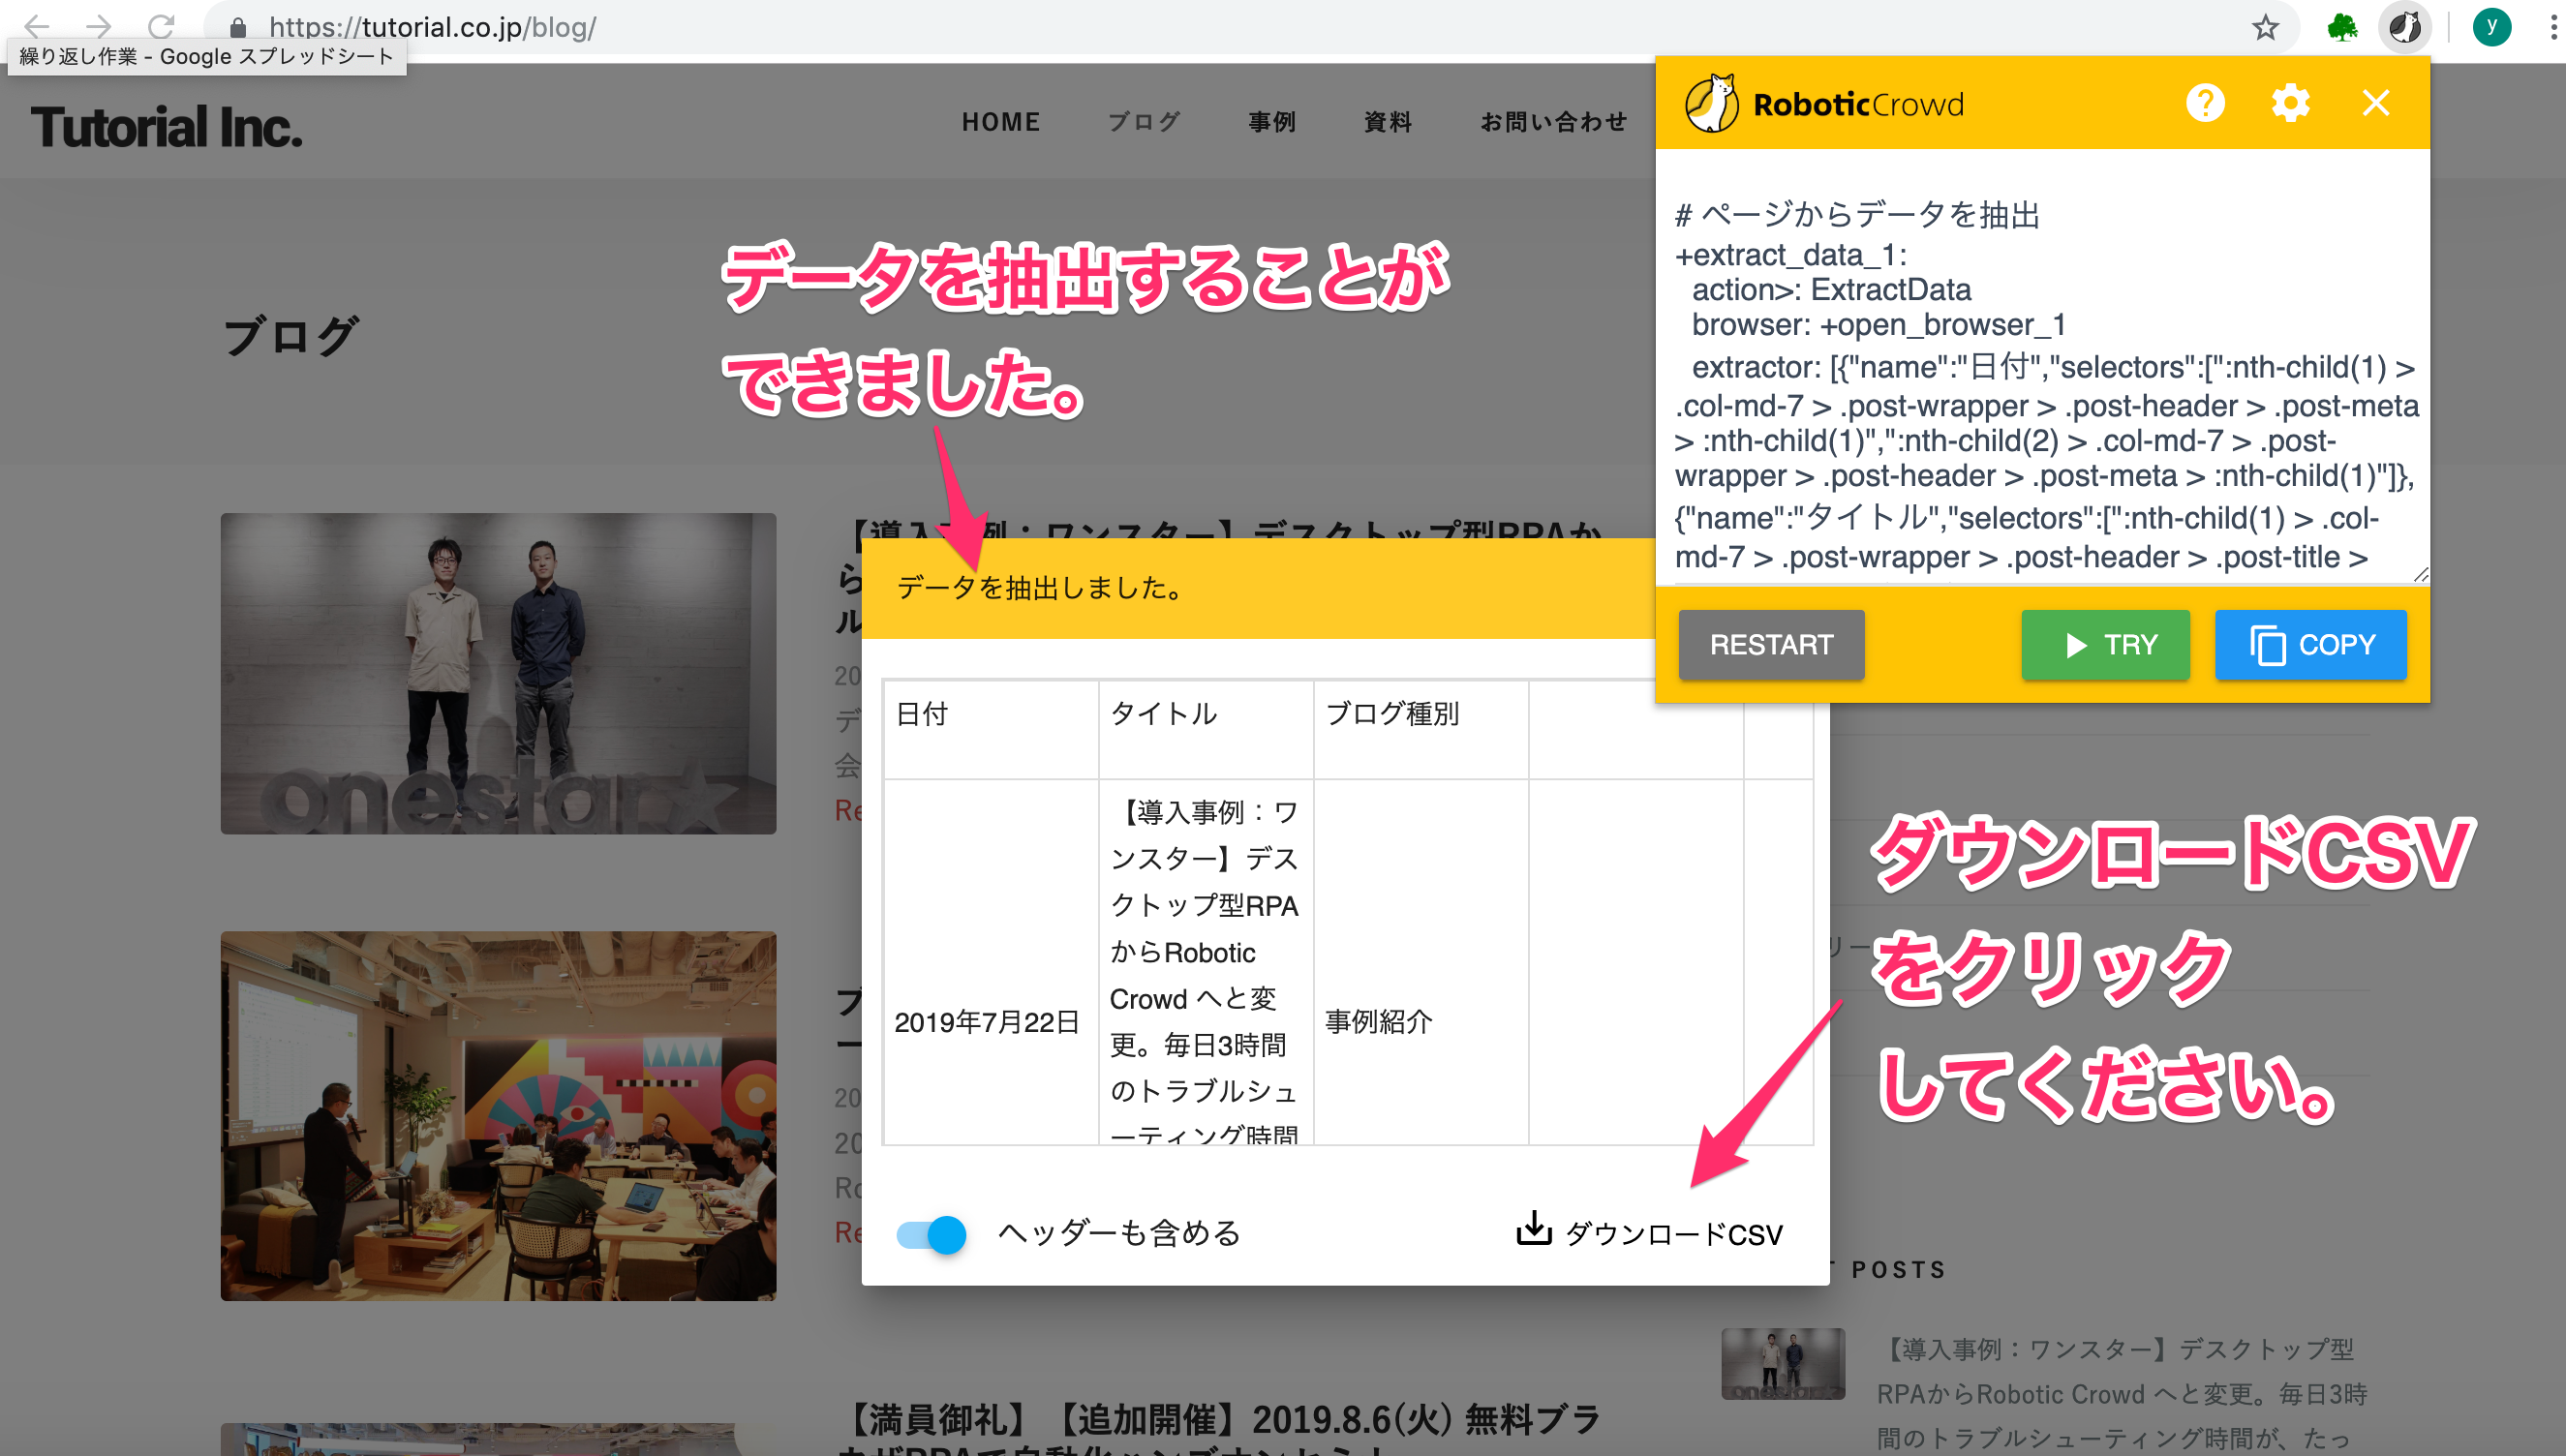 https://tutorial.co.jp/blog/
y
繰り返し作業 - Google スプレッドシート
Tutorial Inc.
HOME
ブログ
事例
資料
お問い合わせ
RoboticCrowd
?
# ページからデータを抽出
+extract_data_1:
action>: ExtractData
browser: +open_browser_1
extractor: [{"name":"日付","selectors":[":nth-child(1) >
.col-md-7 > .post-wrapper > .post-header > .post-meta
> :nth-child(1)",":nth-child(2) > .col-md-7 > .post-
wrapper > .post-header > .post-meta > :nth-child(1)"]},
{"name":"タイトル","selectors":[":nth-child(1) > .col-
md-7 > .post-wrapper > .post-header > .post-title >
RESTART
TRY
COPY
データを抽出することが
できました。
ブログ
onestar
【導入事例：ワンスター】デスクトップ型RPAか
ら
ル
20
デ
会
Re
データを抽出しました。
日付
タイトル
ブログ種別
2019年7月22日
【導入事例：ワ
ンスター】デス
クトップ型RPA
からRobotic
Crowd へと変
更。毎日3時間
のトラブルシュ
ーティング時間
事例紹介
ヘッダーも含める
ダウンロードCSV
ダウンロードCSV
をクリック
してください。
リー
ブ
ー
20
20
Ro
Re
T POSTS
【導入事例：ワンスター】デスクトップ型
RPAからRobotic Crowd へと変更。毎日3時
間のトラブルシューティング時間が、たっ
【満員御礼】【追加開催】2019.8.6(火) 無料ブラ